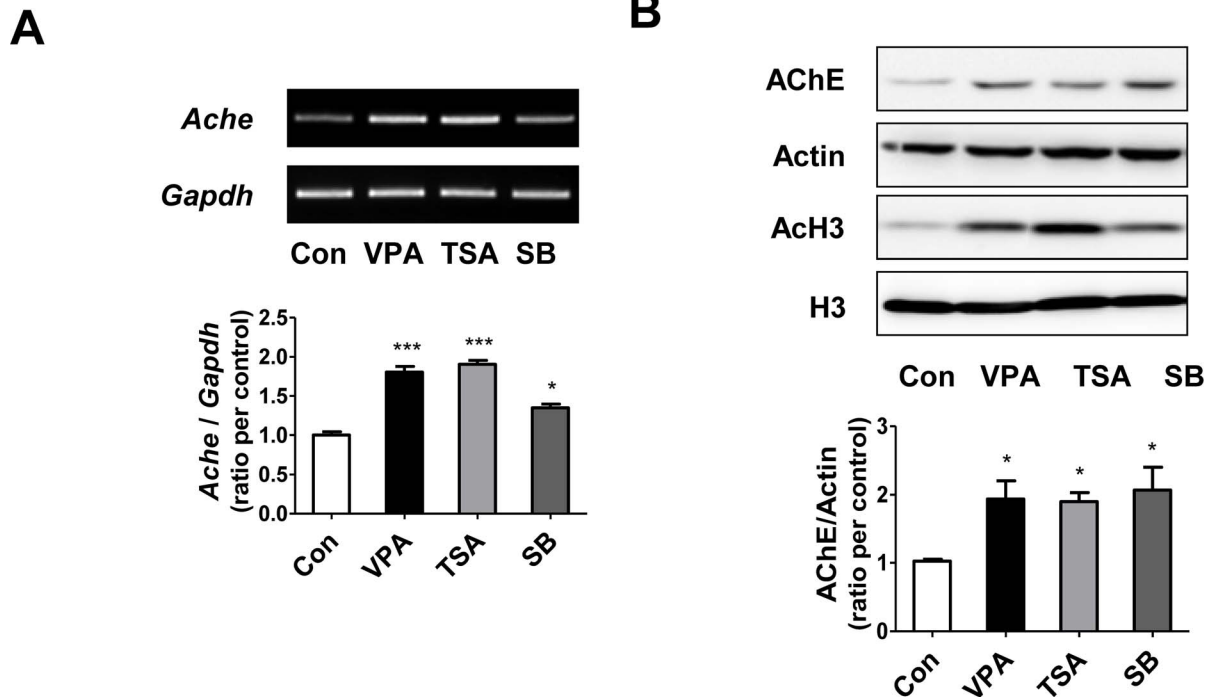 A
Ache
Gapdh
Con VPA TSA SB
2.5
2.0
1.5
1.0
0.5
0.0
Ache / Gapdh
(ratio per control)
***
***
*
Con
VPA
TSA
SB
B
AChE
Actin
AcH3
H3
Con VPA TSA SB
3
2
1
0
AChE/Actin
(ratio per control)
*
*
*
Con
VPA
TSA
SB